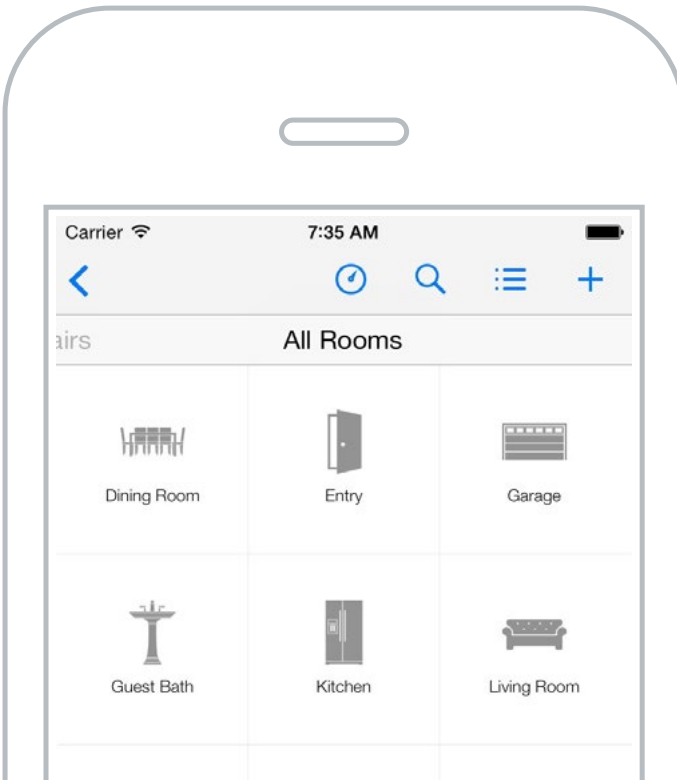 Carrier 7:35 AM
airs All Rooms
Dining Room Entry Garage
Guest Bath Kitchen Living Room